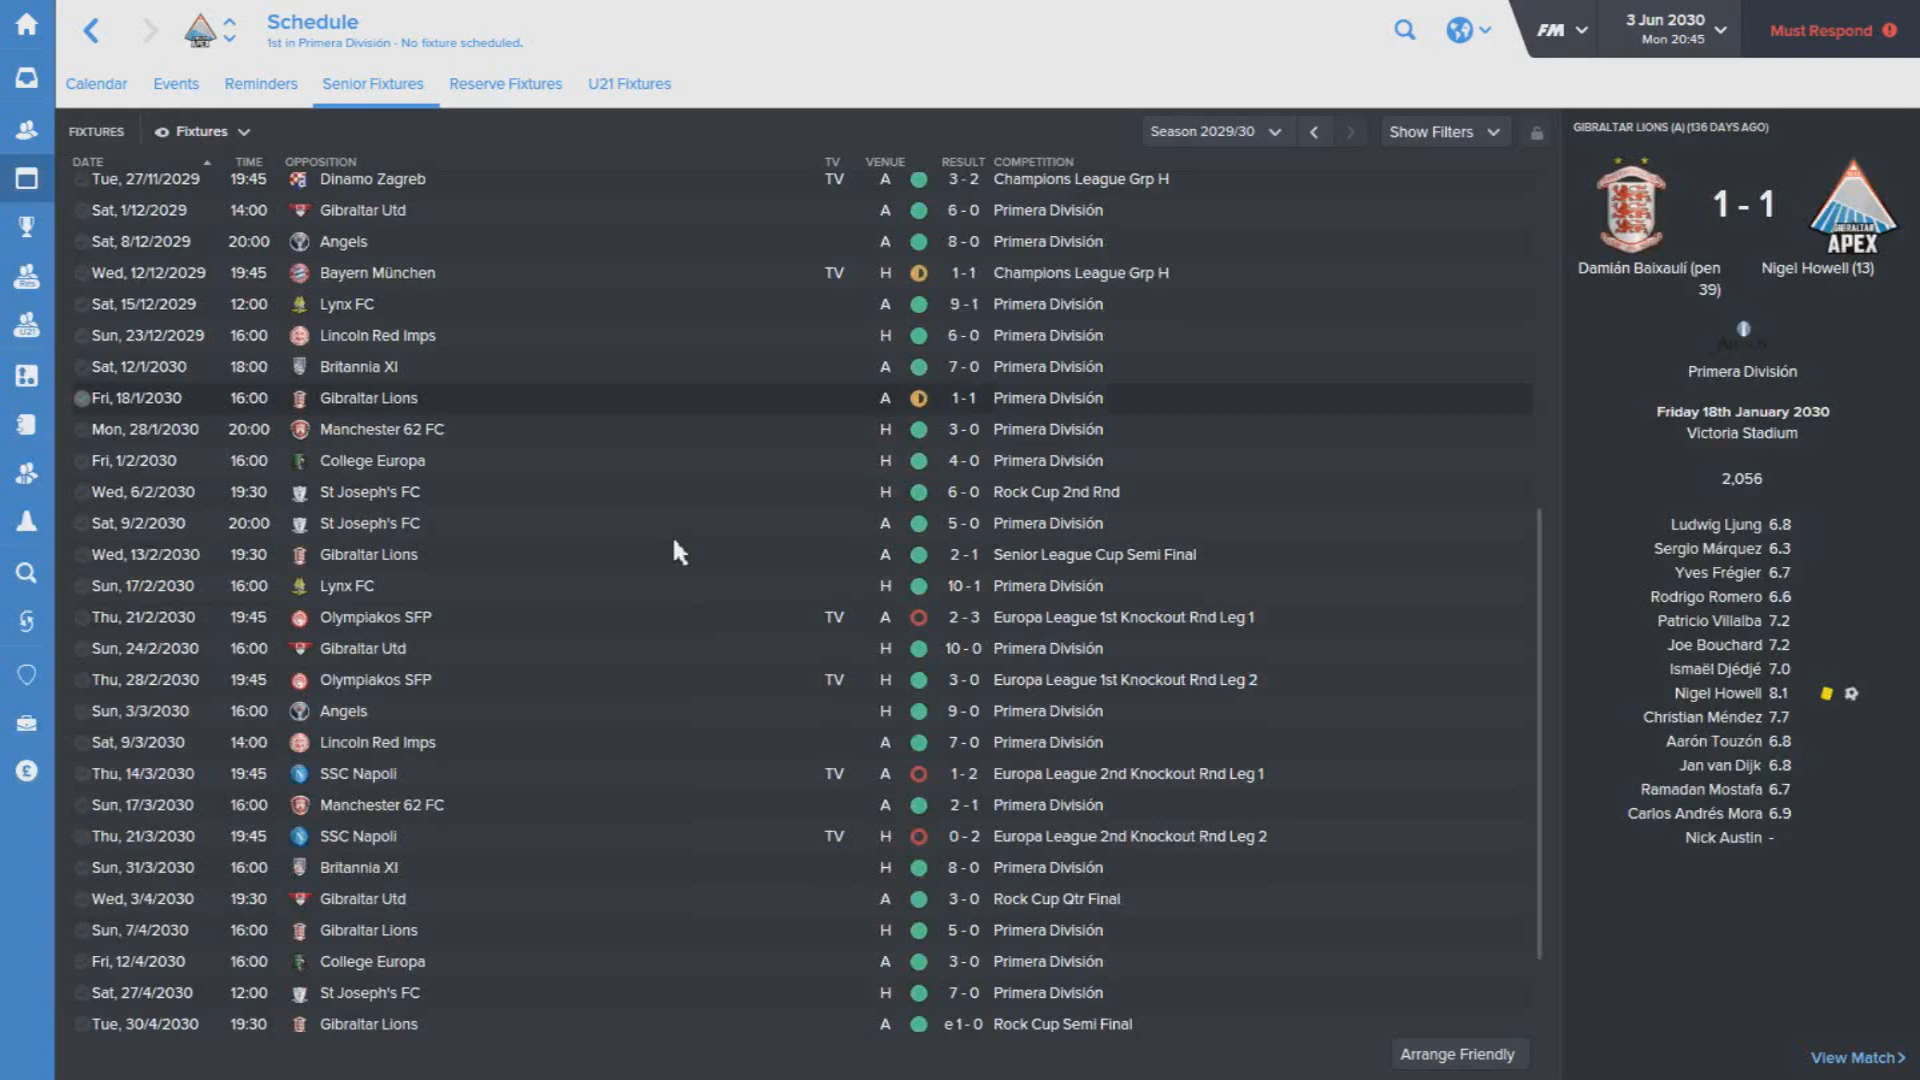 Schedule
1st in Primera División - No fixture scheduled.
FM
3 Jun 2030
Mon 20:45
Must Respond
Calendar Events Reminders Senior Fixtures Reserve Fixtures U21 Fixtures
FIXTURES Fixtures Season 2029/30 Show Filters
DATE TIME OPPOSITION TV VENUE RESULT COMPETITION
Tue, 27/11/2029 19:45 Dinamo Zagreb TV A 3 - 2 Champions League Grp H
Sat, 1/12/2029 14:00 Gibraltar Utd A 6 - 0 Primera División
Sat, 8/12/2029 20:00 Angels A 8 - 0 Primera División
Wed, 12/12/2029 19:45 Bayern München TV H 1 - 1 Champions League Grp H
Sat, 15/12/2029 12:00 Lynx FC A 9 - 1 Primera División
Sun, 23/12/2029 16:00 Lincoln Red Imps H 6 - 0 Primera División
Sat, 12/1/2030 18:00 Britannia XI A 7 - 0 Primera División
Fri, 18/1/2030 16:00 Gibraltar Lions A 1 - 1 Primera División
Mon, 28/1/2030 20:00 Manchester 62 FC H 3 - 0 Primera División
Fri, 1/2/2030 16:00 College Europa H 4 - 0 Primera División
Wed, 6/2/2030 19:30 St Joseph's FC H 6 - 0 Rock Cup 2nd Rnd
Sat, 9/2/2030 20:00 St Joseph's FC A 5 - 0 Primera División
Wed, 13/2/2030 19:30 Gibraltar Lions A 2 - 1 Senior League Cup Semi Final
Sun, 17/2/2030 16:00 Lynx FC H 10 - 1 Primera División
Thu, 21/2/2030 19:45 Olympiakos SFP TV A 2 - 3 Europa League 1st Knockout Rnd Leg 1
Sun, 24/2/2030 16:00 Gibraltar Utd H 10 - 0 Primera División
Thu, 28/2/2030 19:45 Olympiakos SFP TV H 3 - 0 Europa League 1st Knockout Rnd Leg 2
Sun, 3/3/2030 16:00 Angels H 9 - 0 Primera División
Sat, 9/3/2030 14:00 Lincoln Red Imps A 7 - 0 Primera División
Thu, 14/3/2030 19:45 SSC Napoli TV A 1 - 2 Europa League 2nd Knockout Rnd Leg 1
Sun, 17/3/2030 16:00 Manchester 62 FC A 2 - 1 Primera División
Thu, 21/3/2030 19:45 SSC Napoli TV H 0 - 2 Europa League 2nd Knockout Rnd Leg 2
Sun, 31/3/2030 16:00 Britannia XI H 8 - 0 Primera División
Wed, 3/4/2030 19:30 Gibraltar Utd A 3 - 0 Rock Cup Qtr Final
Sun, 7/4/2030 16:00 Gibraltar Lions H 5 - 0 Primera División
Fri, 12/4/2030 16:00 College Europa A 3 - 0 Primera División
Sat, 27/4/2030 12:00 St Joseph's FC H 7 - 0 Primera División
Tue, 30/4/2030 19:30 Gibraltar Lions A e 1 - 0 Rock Cup Semi Final
Arrange Friendly
GIBRALTAR LIONS (A) (136 DAYS AGO)
1 - 1
GIBRALTAR
APEX
Damián Baixaulí (pen 39)
Nigel Howell (13)
Primera División
Friday 18th January 2030
Victoria Stadium
2,056
Ludwig Ljung 6.8
Sergio Márquez 6.3
Yves Frégier 6.7
Rodrigo Romero 6.6
Patricio Villalba 7.2
Joe Bouchard 7.2
Ismaël Djédjé 7.0
Nigel Howell 8.1
Christian Méndez 7.7
Aarón Touzón 6.8
Jan van Dijk 6.8
Ramadan Mostafa 6.7
Carlos Andrés Mora 6.9
Nick Austin -
View Match